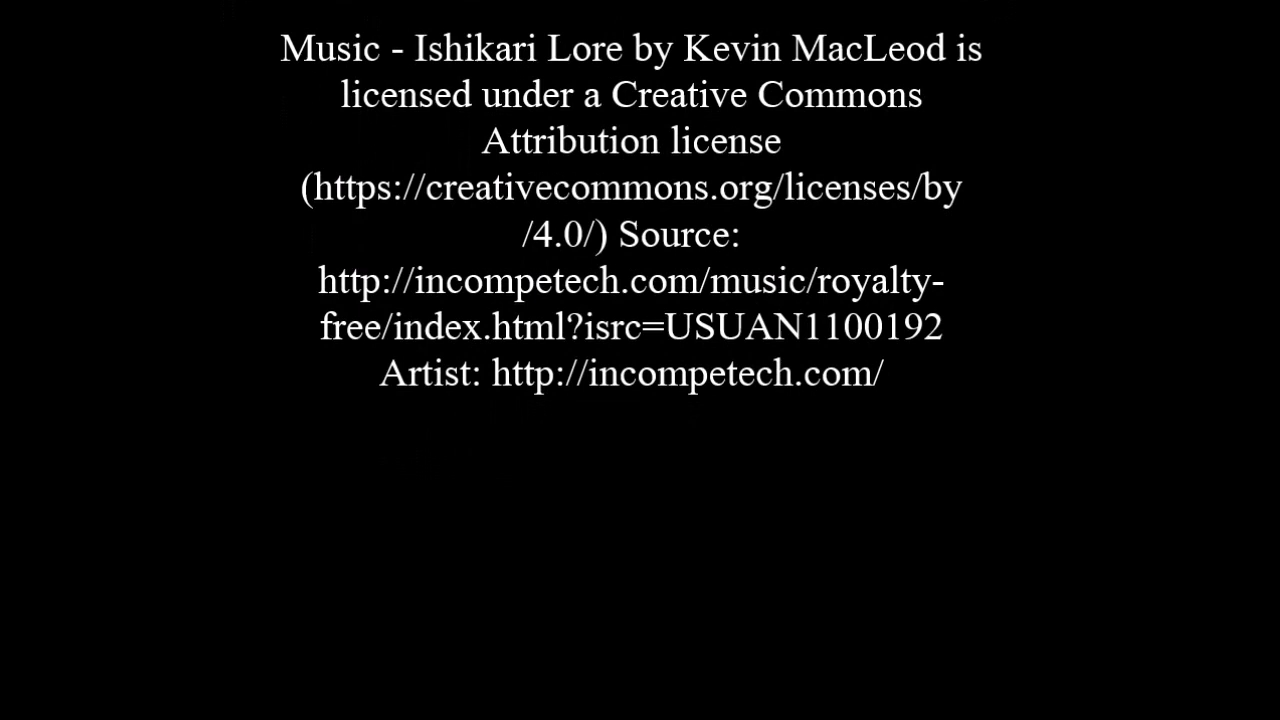 Music - Ishikari Lore by Kevin MacLeod is
licensed under a Creative Commons
Attribution license
(https://creativecommons.org/licenses/by
/4.0/) Source:
http://incompetech.com/music/royalty-
free/index.html?isrc=USUAN1100192
Artist: http://incompetech.com/